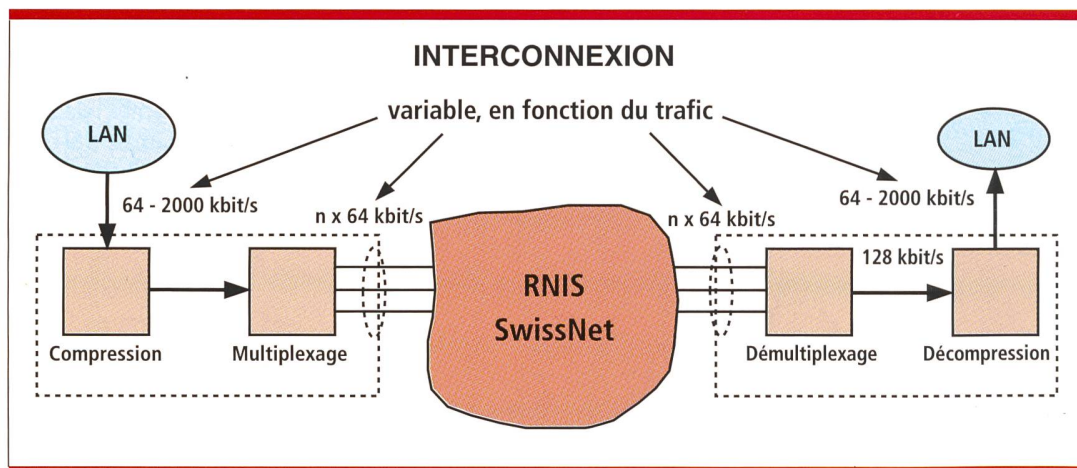 INTERCONNEXION
variable, en fonction du trafic
LAN
LAN
64 - 2000 kbit/s
n x 64 kbit/s
n x 64 kbit/s
64 - 2000 kbit/s
128 kbit/s
RNIS
SwissNet
Compression
Multiplexage
Démultiplexage
Décompression